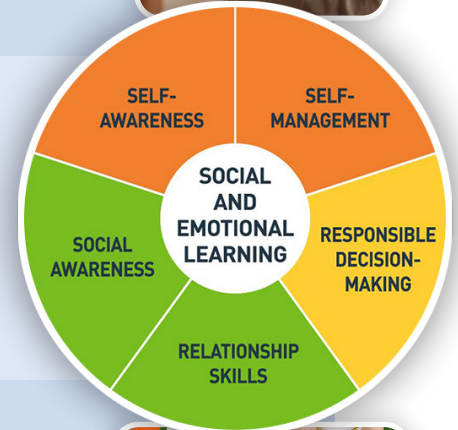 SELF-
AWARENESS
SELF-
MANAGEMENT
SOCIAL
AND
EMOTIONAL
LEARNING
RESPONSIBLE
DECISION-
MAKING
SOCIAL
AWARENESS
RELATIONSHIP
SKILLS